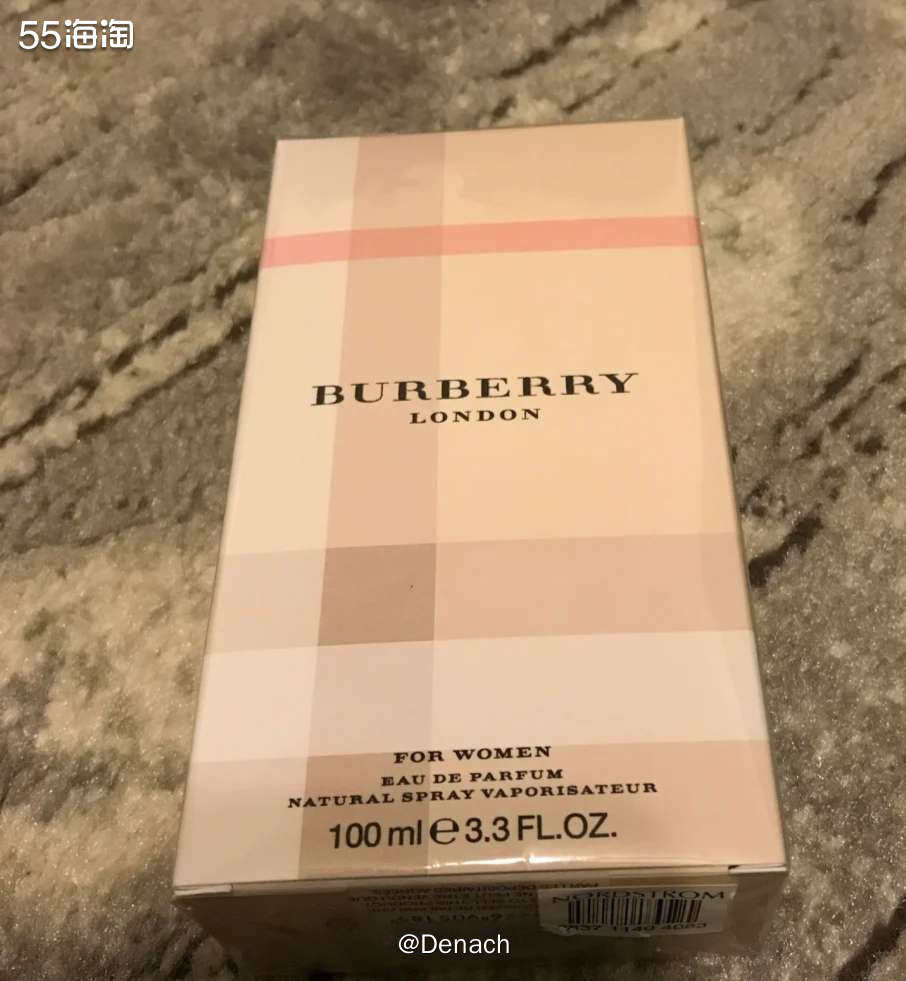 55海淘
BURBERRY
LONDON
FOR WOMEN
EAU DE PARFUM
NATURAL SPRAY VAPORISATEUR
100 ml e 3.3 FL.OZ.
NORDSTROM
@Denach